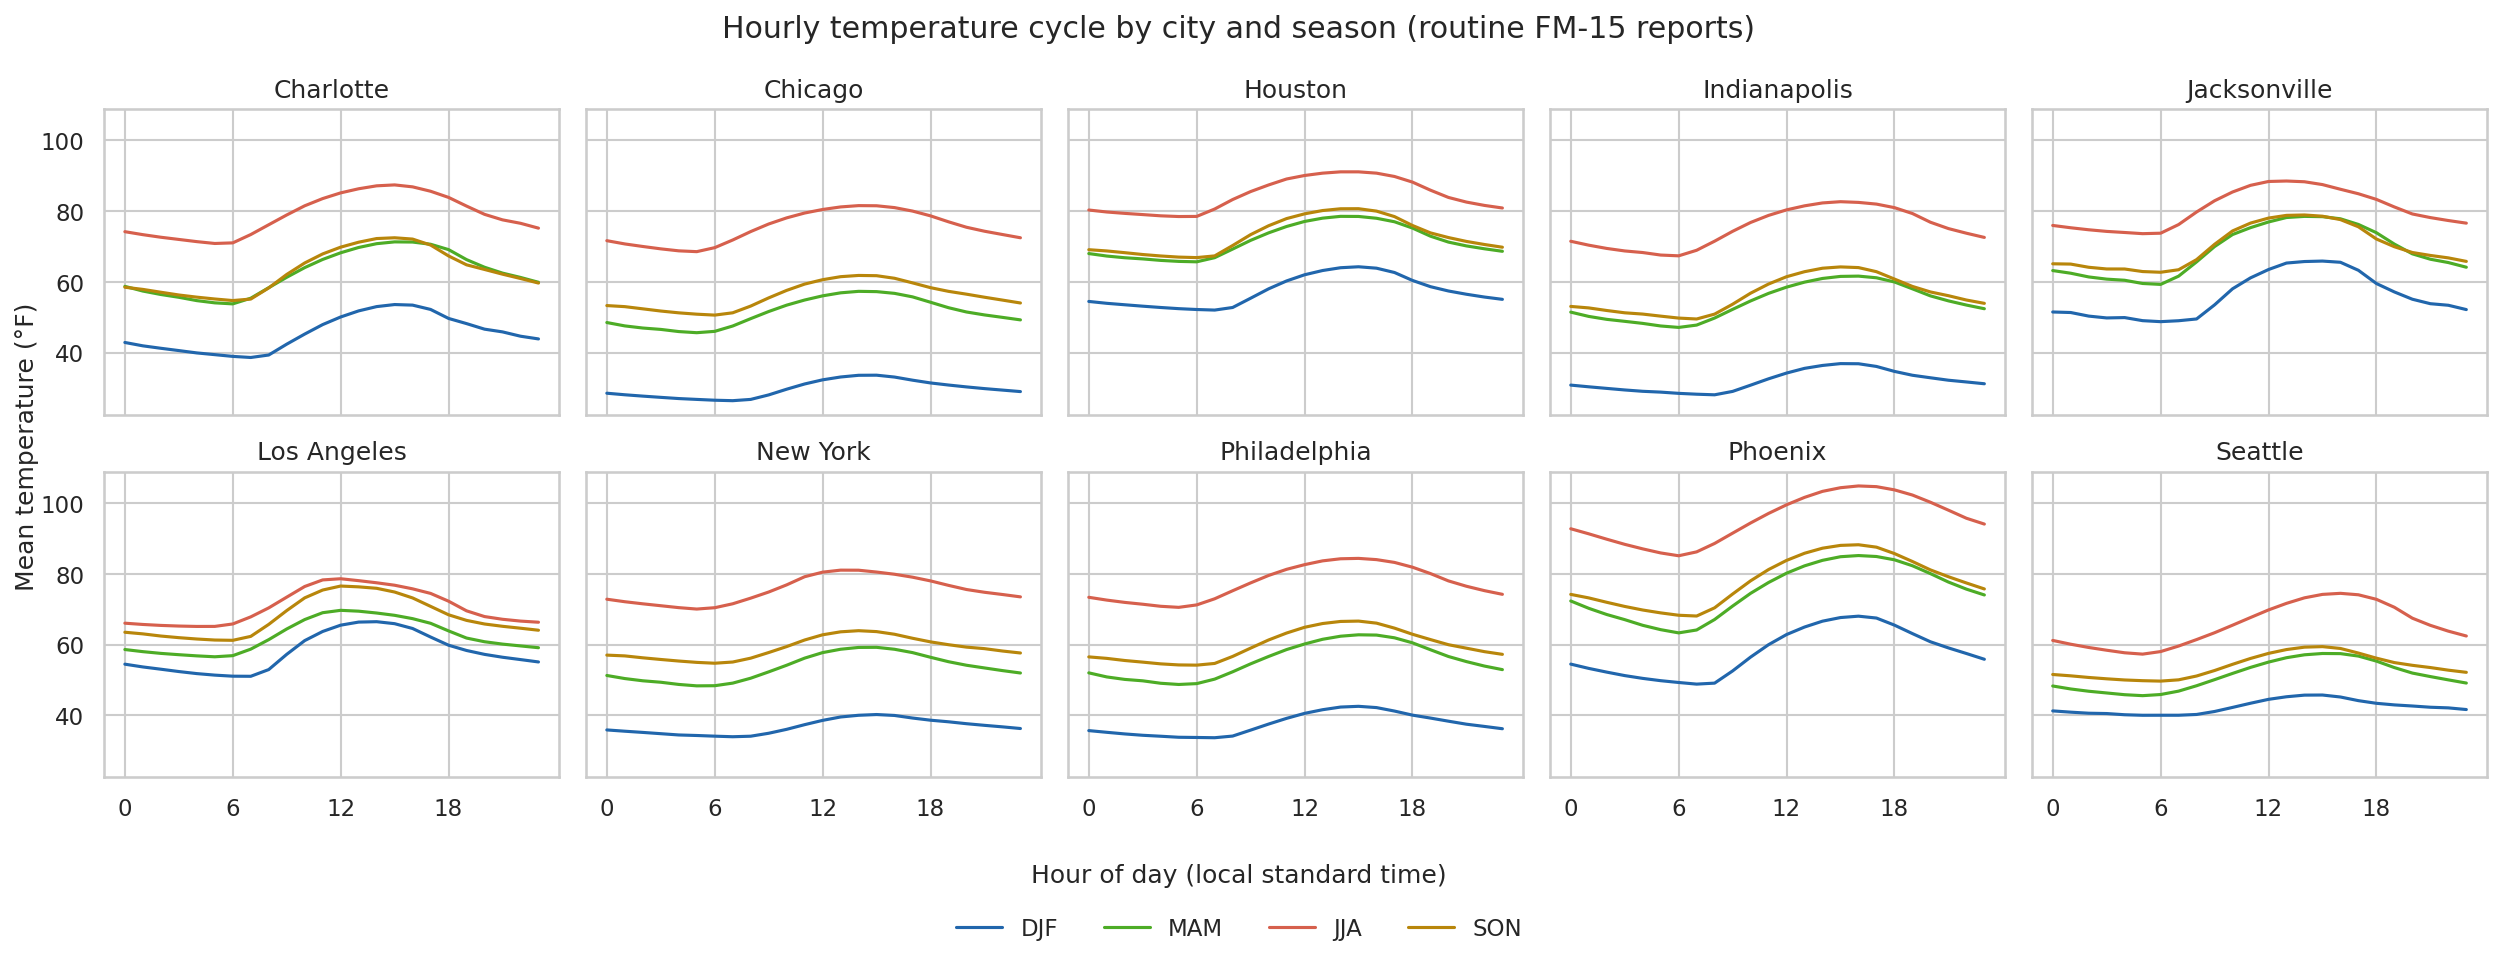 Hourly temperature cycle by city and season (routine FM-15 reports)
Charlotte
Chicago
Houston
Indianapolis
Jacksonville
100
80
60
40
Mean temperature (°F)
Los Angeles
New York
Philadelphia
Phoenix
Seattle
100
80
60
40
0 6 12 18
0 6 12 18
0 6 12 18
0 6 12 18
0 6 12 18
Hour of day (local standard time)
DJF MAM JJA SON